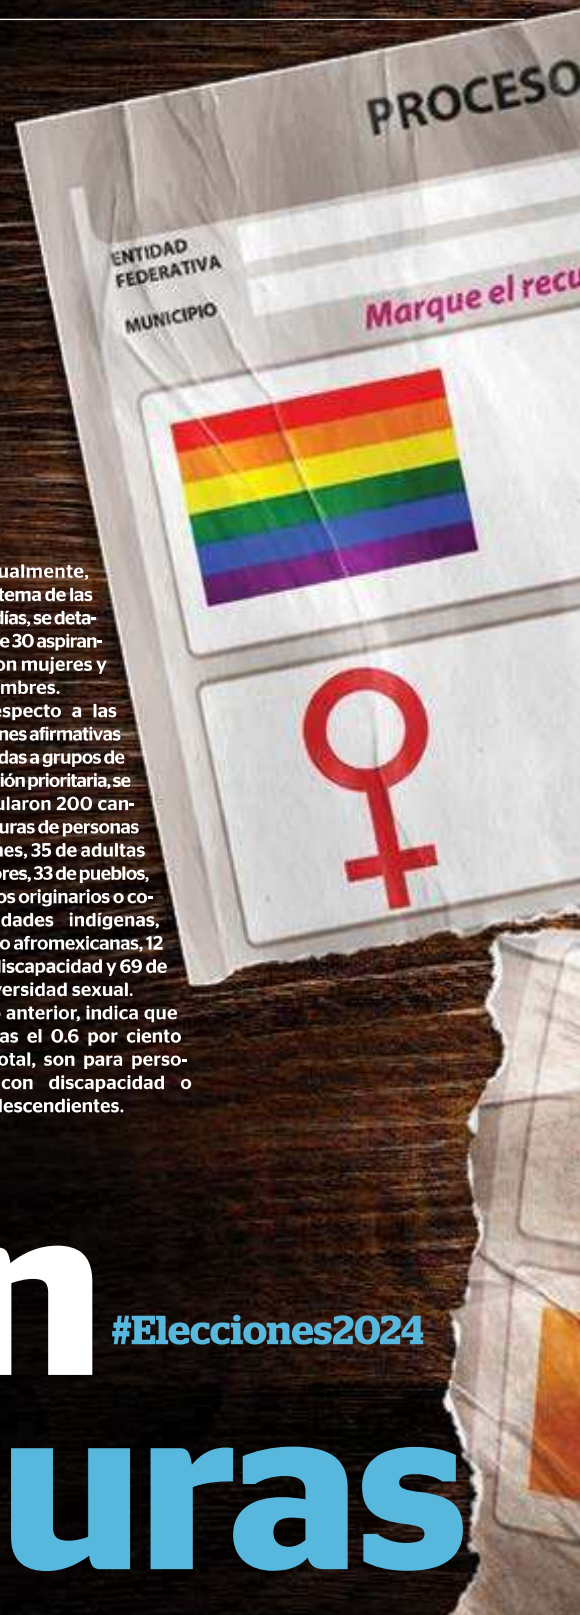 PROCESO
ENTIDAD
FEDERATIVA
MUNICIPIO
Marque el recu
ualmente,
tema de las
días, se deta-
e 30 aspiran-
on mujeres y
mbres.
especto a las
nes afirmativas
das a grupos de
ión prioritaria, se
ularon 200 can-
uras de personas
nes, 35 de adultas
ores, 33 de pueblos,
os originarios o co-
dades indígenas,
o afromexicanas, 12
discapacidad y 69 de
versidad sexual.
anterior, indica que
as el 0.6 por ciento
otal, son para perso-
con discapacidad o
descendientes.
n
#Elecciones2024
uras